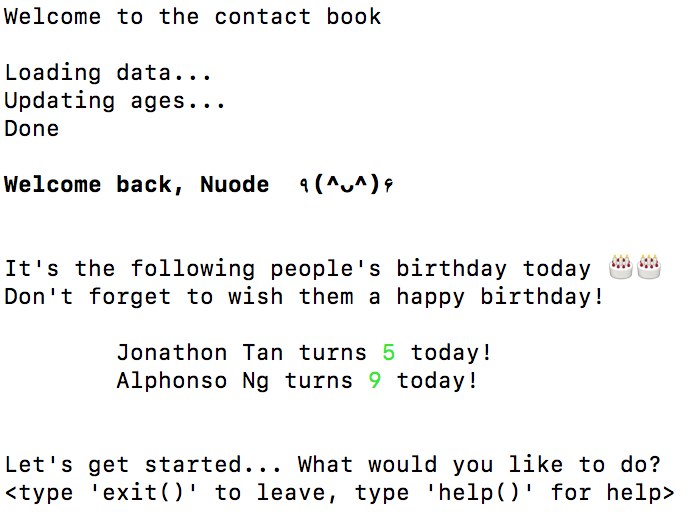 Welcome to the contact book
Loading data...
Updating ages...
Done
Welcome back, Nuode  ٩(^ᴗ^)۶
It's the following people's birthday today 🎂🎂
Don't forget to wish them a happy birthday!
Jonathon Tan turns 5 today!
Alphonso Ng turns 9 today!
Let's get started... What would you like to do?
<type 'exit()' to leave, type 'help()' for help>